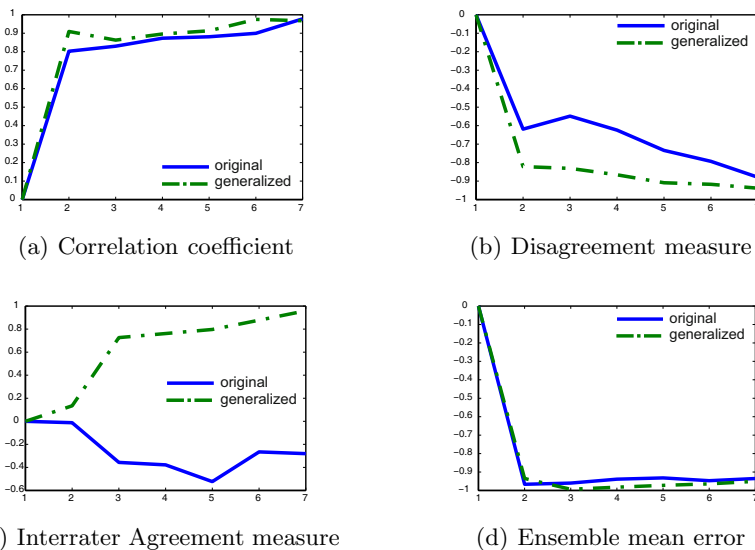 1
0.9
0.8
0.7
0.6
0.5
0.4
0.3
0.2
0.1
0
1 2 3 4 5 6 7
original
generalized
(a) Correlation coefficient
0
−0.1
−0.2
−0.3
−0.4
−0.5
−0.6
−0.7
−0.8
−0.9
−1
1 2 3 4 5 6 7
original
generalized
(b) Disagreement measure
1
0.8
0.6
0.4
0.2
0
−0.2
−0.4
−0.6
1 2 3 4 5 6 7
original
generalized
) Interrater Agreement measure
0
−0.1
−0.2
−0.3
−0.4
−0.5
−0.6
−0.7
−0.8
−0.9
−1
1 2 3 4 5 6 7
original
generalized
(d) Ensemble mean error